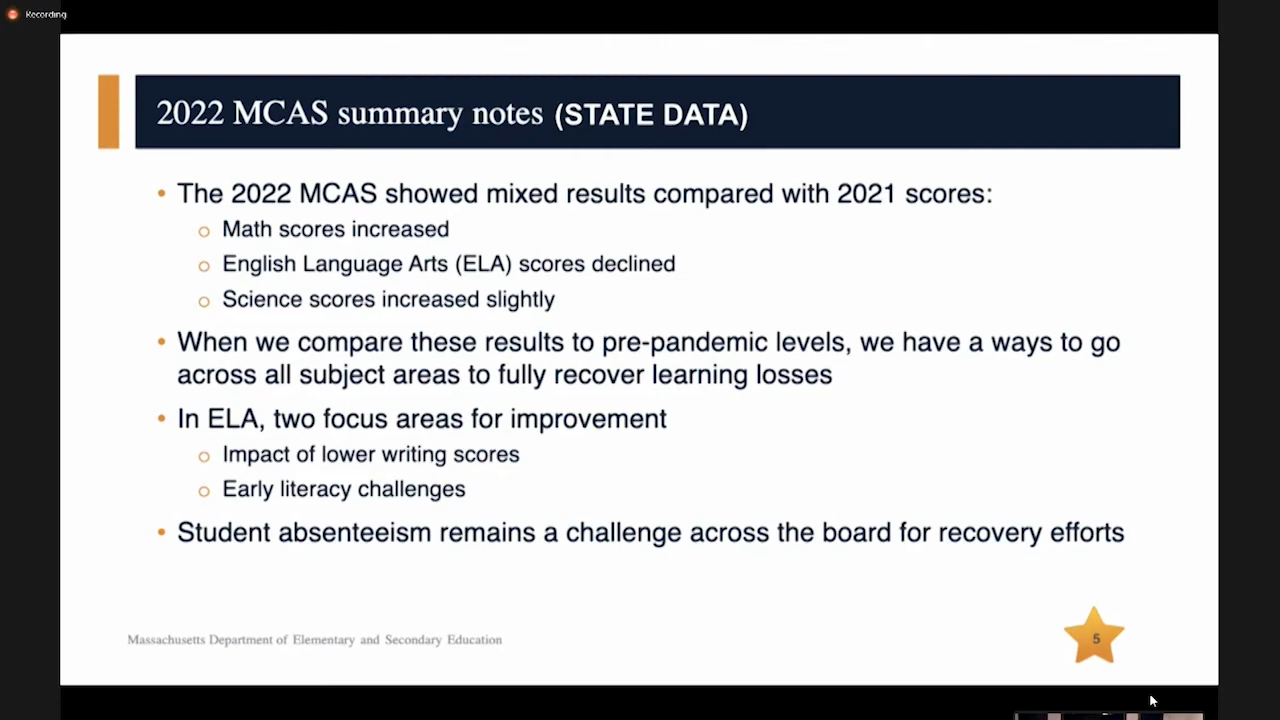 Recording
2022 MCAS summary notes (STATE DATA)
• The 2022 MCAS showed mixed results compared with 2021 scores:
o Math scores increased
o English Language Arts (ELA) scores declined
o Science scores increased slightly
• When we compare these results to pre-pandemic levels, we have a ways to go
across all subject areas to fully recover learning losses
• In ELA, two focus areas for improvement
o Impact of lower writing scores
o Early literacy challenges
• Student absenteeism remains a challenge across the board for recovery efforts
Massachusetts Department of Elementary and Secondary Education
5